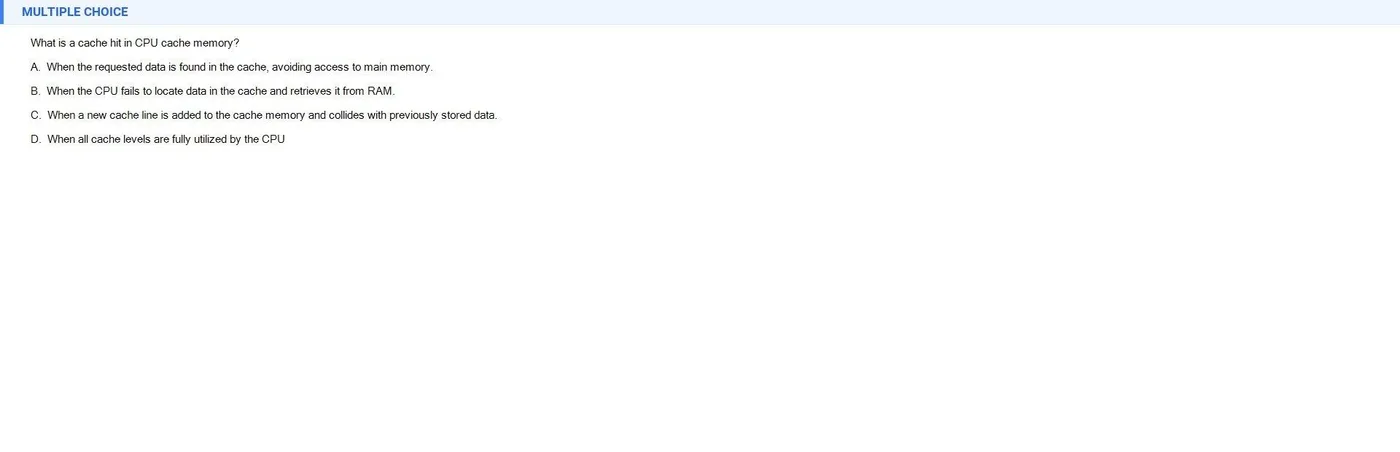 MULTIPLE CHOICE
What is a cache hit in CPU cache memory?
A. When the requested data is found in the cache, avoiding access to main memory.
B. When the CPU fails to locate data in the cache and retrieves it from RAM.
C. When a new cache line is added to the cache memory and collides with previously stored data.
D. When all cache levels are fully utilized by the CPU